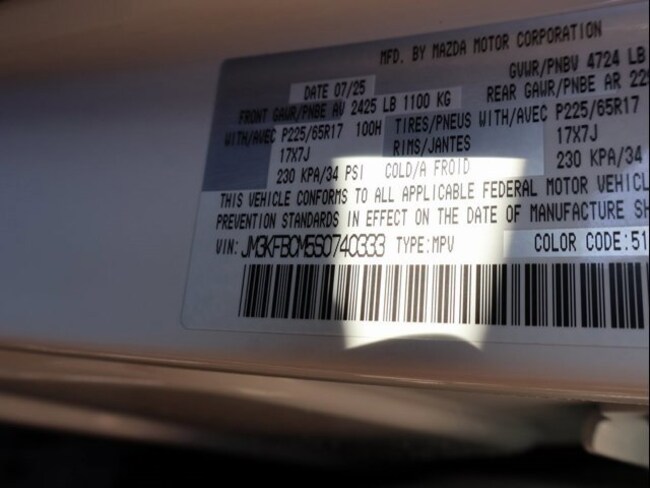 MFD. BY MAZDA MOTOR CORPORATION
DATE 07/25 GVWR/PNBV 4724 LB
FRONT GAWR/PNBE AV 2425 LB 1100 KG REAR GAWR/PNBE AR
WITH/AVEC P225/65R17 100H TIRES/PNEUS WITH/AVEC P225/65R17
17X7J RIMS/JANTES 17X7J
230 KPA/34 PSI COLD/A FROID 230 KPA/34
THIS VEHICLE CONFORMS TO ALL APPLICABLE FEDERAL MOTOR VEHICL
PREVENTION STANDARDS IN EFFECT ON THE DATE OF MANUFACTURE SH
VIN: JM3KFBCM5S0740333 TYPE:MPV COLOR CODE:51